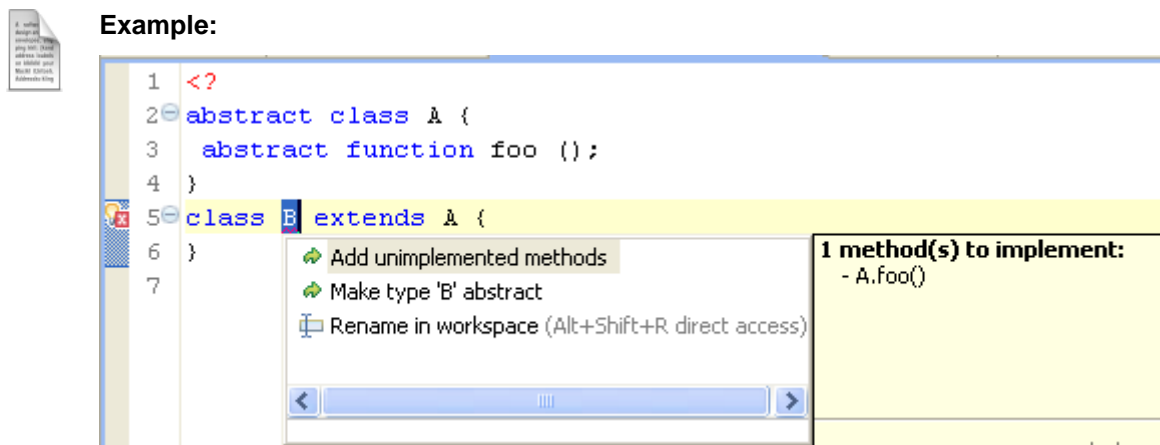 Example:
1 <?
2 abstract class A {
3 abstract function foo ();
4 }
5 class B extends A {
6 }
7
Add unimplemented methods
Make type 'B' abstract
Rename in workspace (Alt+Shift+R direct access)
1 method(s) to implement:
- A.foo()